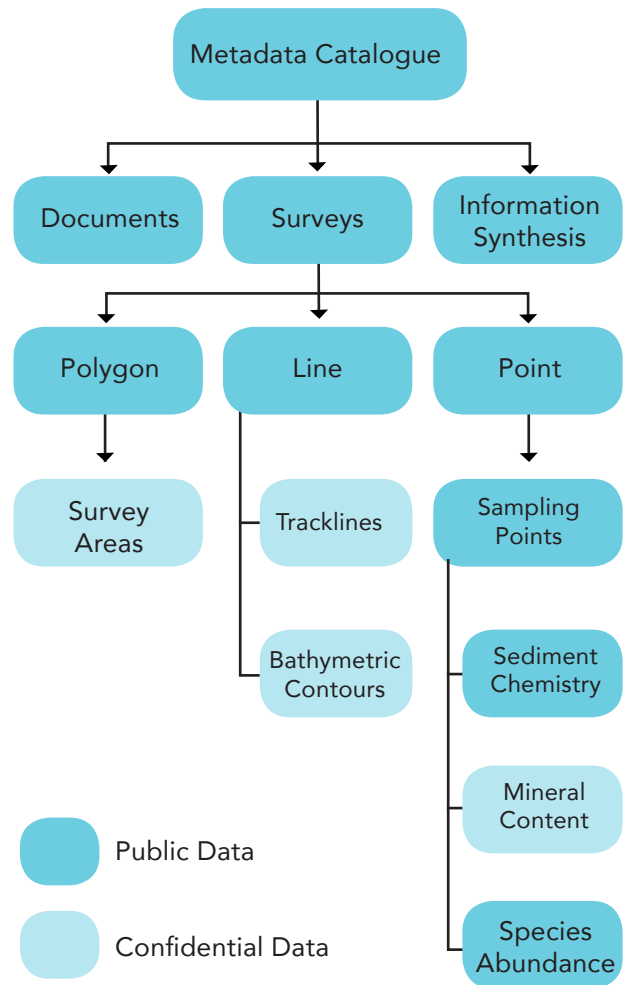 Metadata Catalogue
Documents
Surveys
Information
Synthesis
Polygon
Line
Point
Survey
Areas
Tracklines
Sampling
Points
Bathymetric
Contours
Sediment
Chemistry
Mineral
Content
Species
Abundance
Public Data
Confidential Data